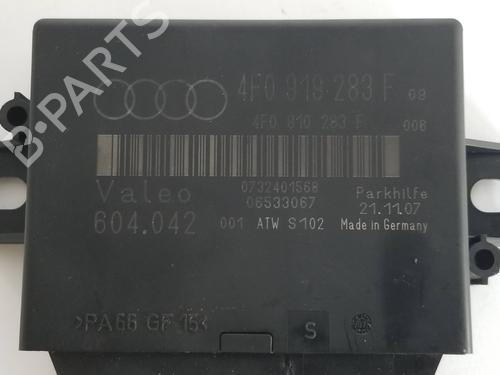 4F0 919 283 F 09
4F0 910 283 F 006
Valeo 0732401568 Parkhilfe
06533067 21.11.07
604.042 001 ATW S102 Made in Germany
>PA66 GF 15<
S
B-PARTS